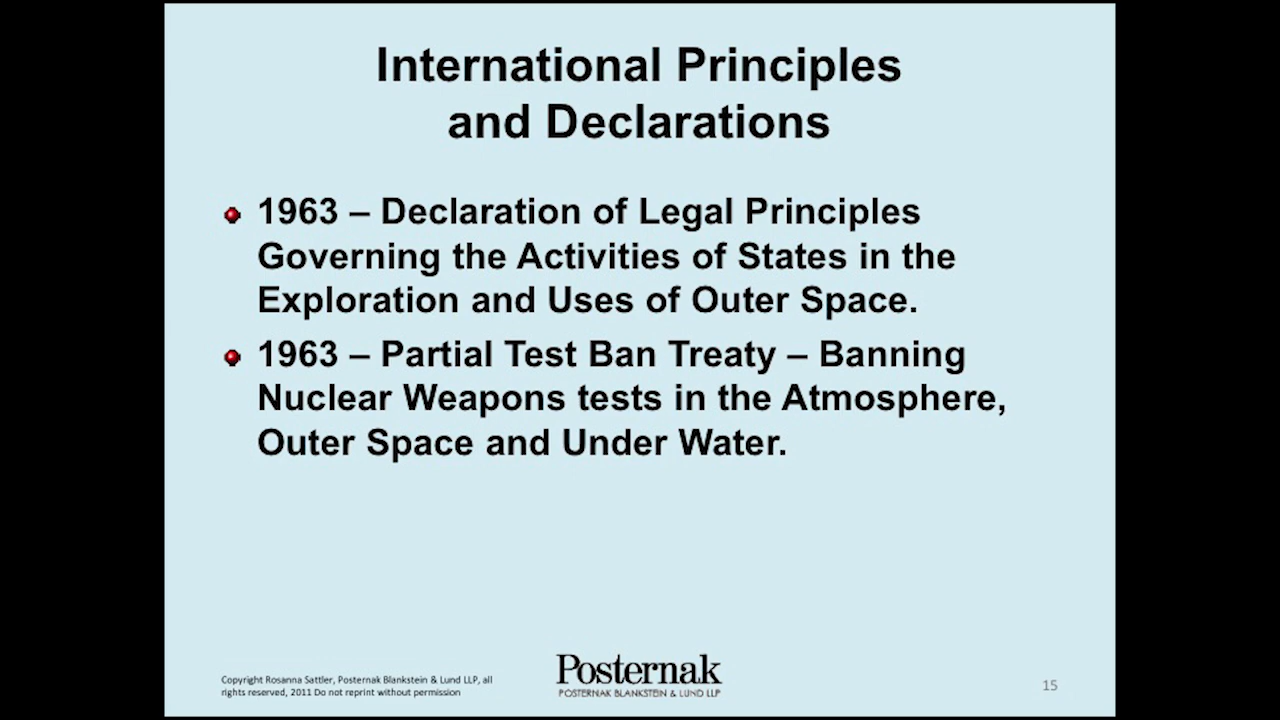 International Principles
and Declarations
1963 – Declaration of Legal Principles
Governing the Activities of States in the
Exploration and Uses of Outer Space.
1963 – Partial Test Ban Treaty – Banning
Nuclear Weapons tests in the Atmosphere,
Outer Space and Under Water.
Copyright Rosanna Sattler, Posternak Blankstein & Lund LLP, all
rights reserved, 2011 Do not reprint without permission
Posternak
POSTERNAK BLANKSTEIN & LUND LLP
15